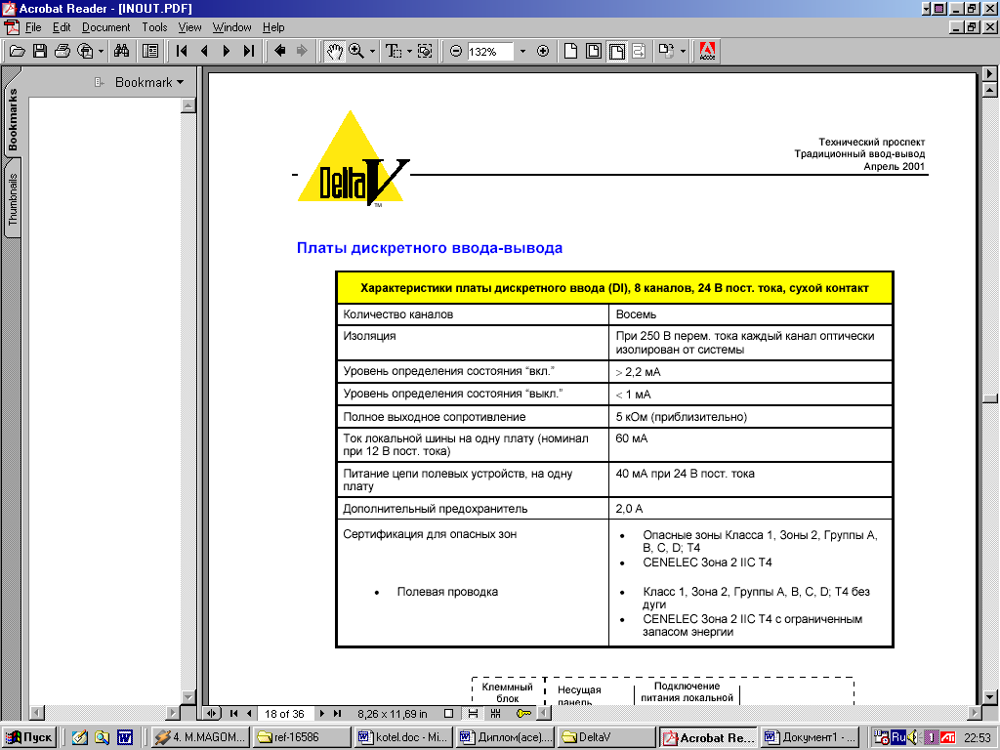 Acrobat Reader - [INOUT.PDF]
File Edit Document Tools View Window Help
132%
Adobe
Bookmark
Bookmarks
Thumbnails
DeltaV
TM
Технический проспект
Традиционный ввод-вывод
Апрель 2001
Платы дискретного ввода-вывода
Характеристики платы дискретного ввода (DI), 8 каналов, 24 В пост. тока, сухой контакт
Количество каналов Восемь
Изоляция При 250 В перем. тока каждый канал оптически
изолирован от системы
Уровень определения состояния “вкл.” > 2,2 мА
Уровень определения состояния “выкл.” < 1 мА
Полное выходное сопротивление 5 кОм (приблизительно)
Ток локальной шины на одну плату (номинал 60 мА
при 12 В пост. тока)
Питание цепи полевых устройств, на одну 40 мА при 24 В пост. тока
плату
Дополнительный предохранитель 2,0 А
Сертификация для опасных зон • Опасные зоны Класса 1, Зоны 2, Группы А,
В, С, D; Т4
• CENELEC Зона 2 IIC T4
• Полевая проводка • Класс 1, Зона 2, Группы А, В, С, D; Т4 без
дуги
• CENELEC Зона 2 IIC T4 с ограниченным
запасом энергии
Клеммный Несущая Подключение
блок панель питания локальной
18 of 36 8,26 x 11,69 in
Пуск 4. M.MAGOM... ref-16586 kotel.doc - Mi... Диплом(ace).... DeltaV Acrobat Re... Документ1 - ... Ru 22:53